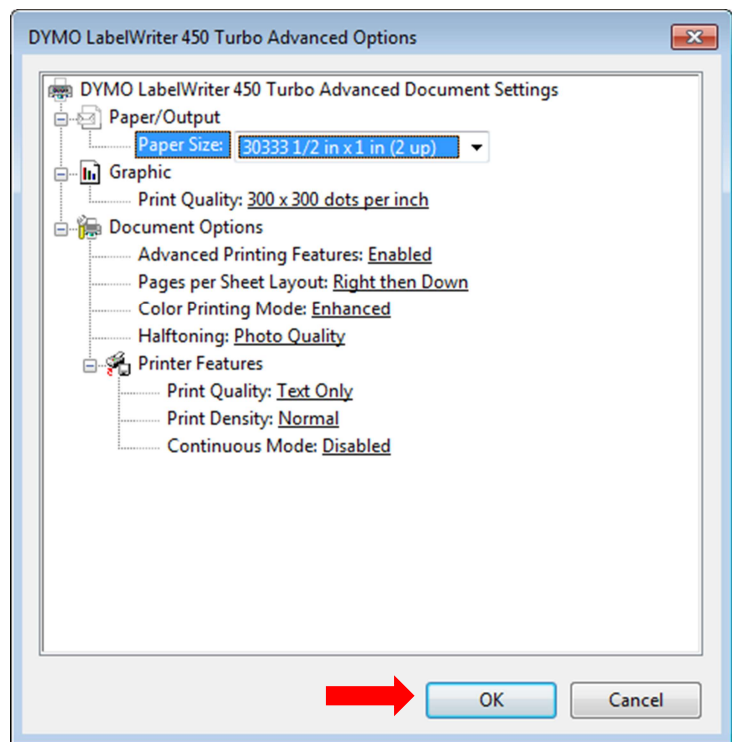 DYMO LabelWriter 450 Turbo Advanced Options
DYMO LabelWriter 450 Turbo Advanced Document Settings
Paper/Output
Paper Size: 30333 1/2 in x 1 in (2 up)
Graphic
Print Quality: 300 x 300 dots per inch
Document Options
Advanced Printing Features: Enabled
Pages per Sheet Layout: Right then Down
Color Printing Mode: Enhanced
Halftoning: Photo Quality
Printer Features
Print Quality: Text Only
Print Density: Normal
Continuous Mode: Disabled
OK Cancel